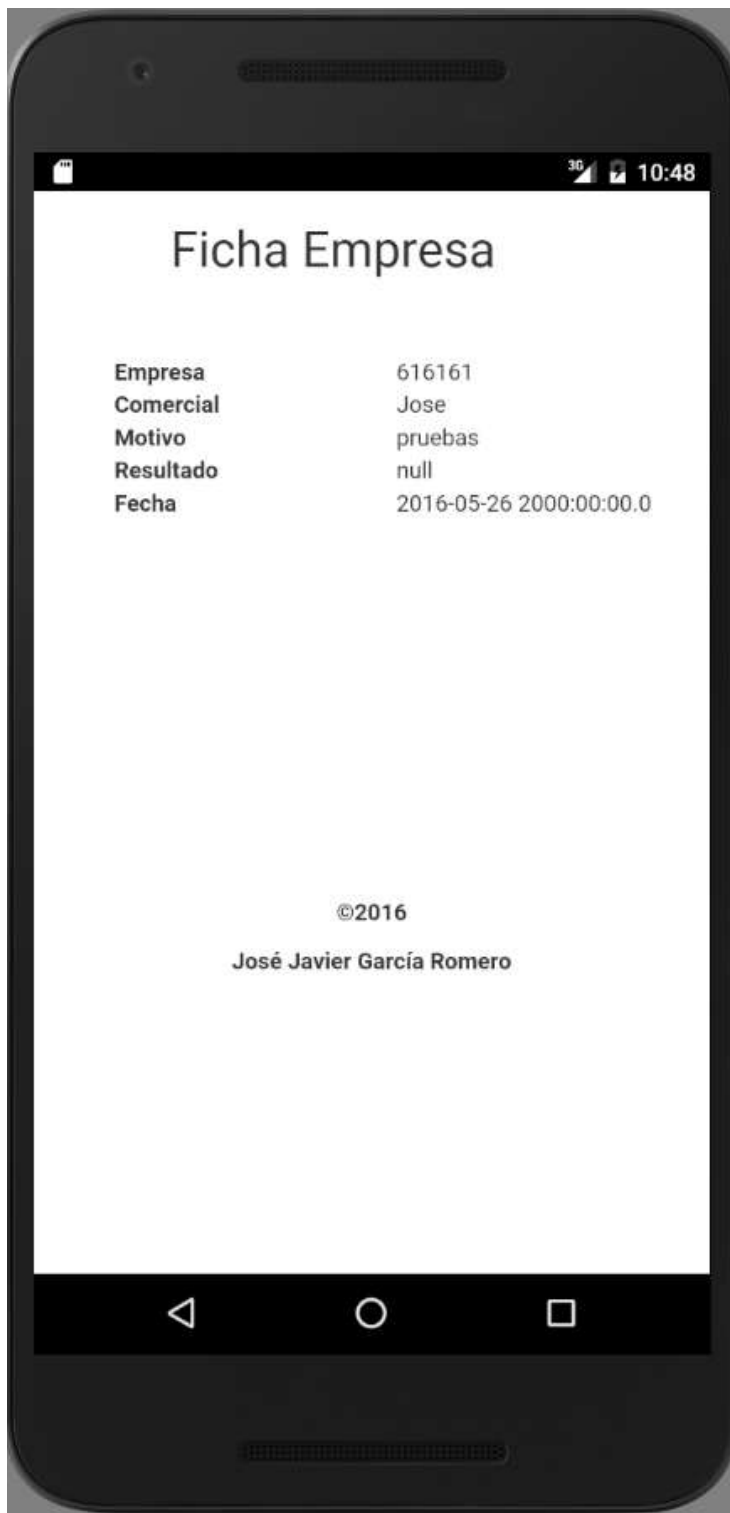 3G 10:48
Ficha Empresa
Empresa 616161
Comercial Jose
Motivo pruebas
Resultado null
Fecha 2016-05-26 2000:00:00.0
©2016
José Javier García Romero